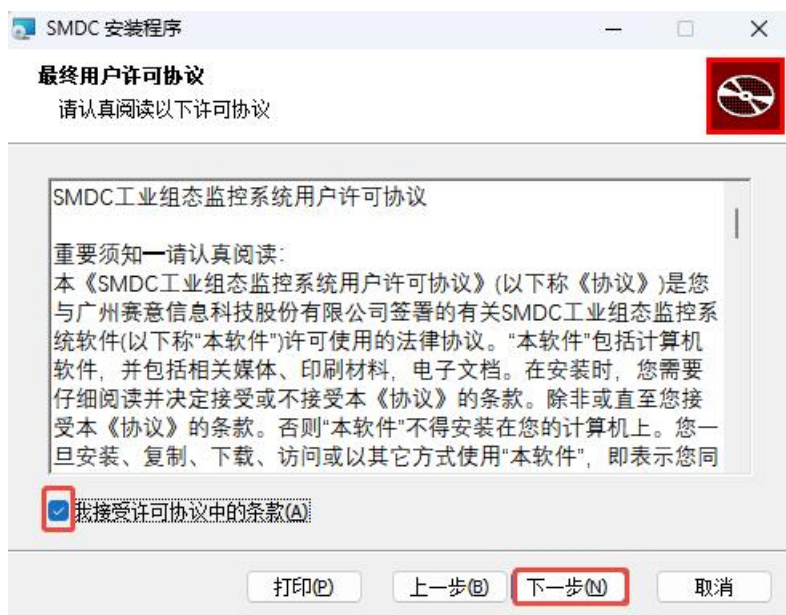 SMDC 安装程序
最终用户许可协议
请认真阅读以下许可协议
SMDC工业组态监控系统用户许可协议
重要须知━请认真阅读:
本《SMDC工业组态监控系统用户许可协议》(以下称《协议》)是您
与广州赛意信息科技股份有限公司签署的有关SMDC工业组态监控系
统软件(以下称“本软件”)许可使用的法律协议。“本软件”包括计算机
软件，并包括相关媒体、印刷材料，电子文档。在安装时，您需要
仔细阅读并决定接受或不接受本《协议》的条款。除非或直至您接
受本《协议》的条款。否则“本软件”不得安装在您的计算机上。您一
旦安装、复制、下载、访问或以其它方式使用“本软件”，即表示您同
我接受许可协议中的条款(A)
打印(P) 上一步(B) 下一步(N) 取消